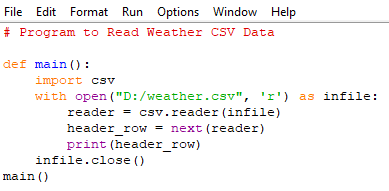 File Edit Format Run Options Window Help
# Program to Read Weather CSV Data
def main():
    import csv
    with open("D:/weather.csv", 'r') as infile:
        reader = csv.reader(infile)
        header_row = next(reader)
        print(header_row)
    infile.close()
main()